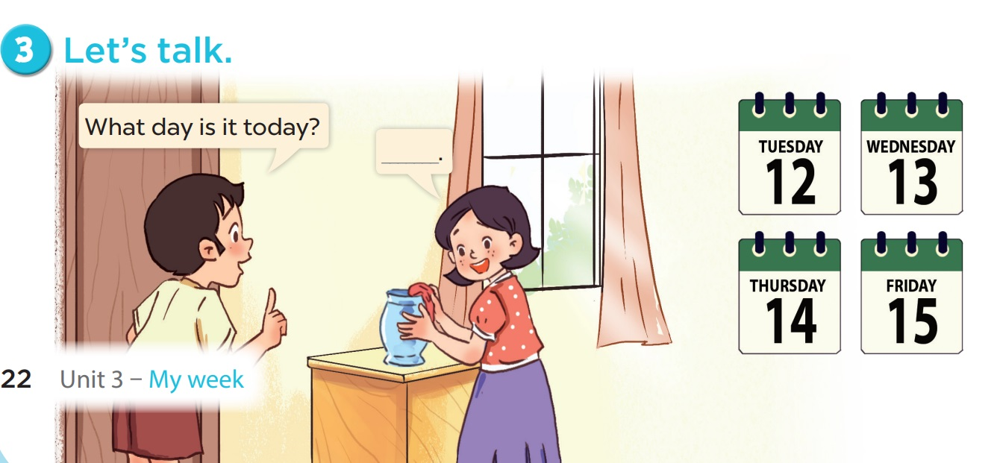 3 Let's talk.
What day is it today?
_______.
TUESDAY
12
WEDNESDAY
13
THURSDAY
14
FRIDAY
15
22 Unit 3 – My week